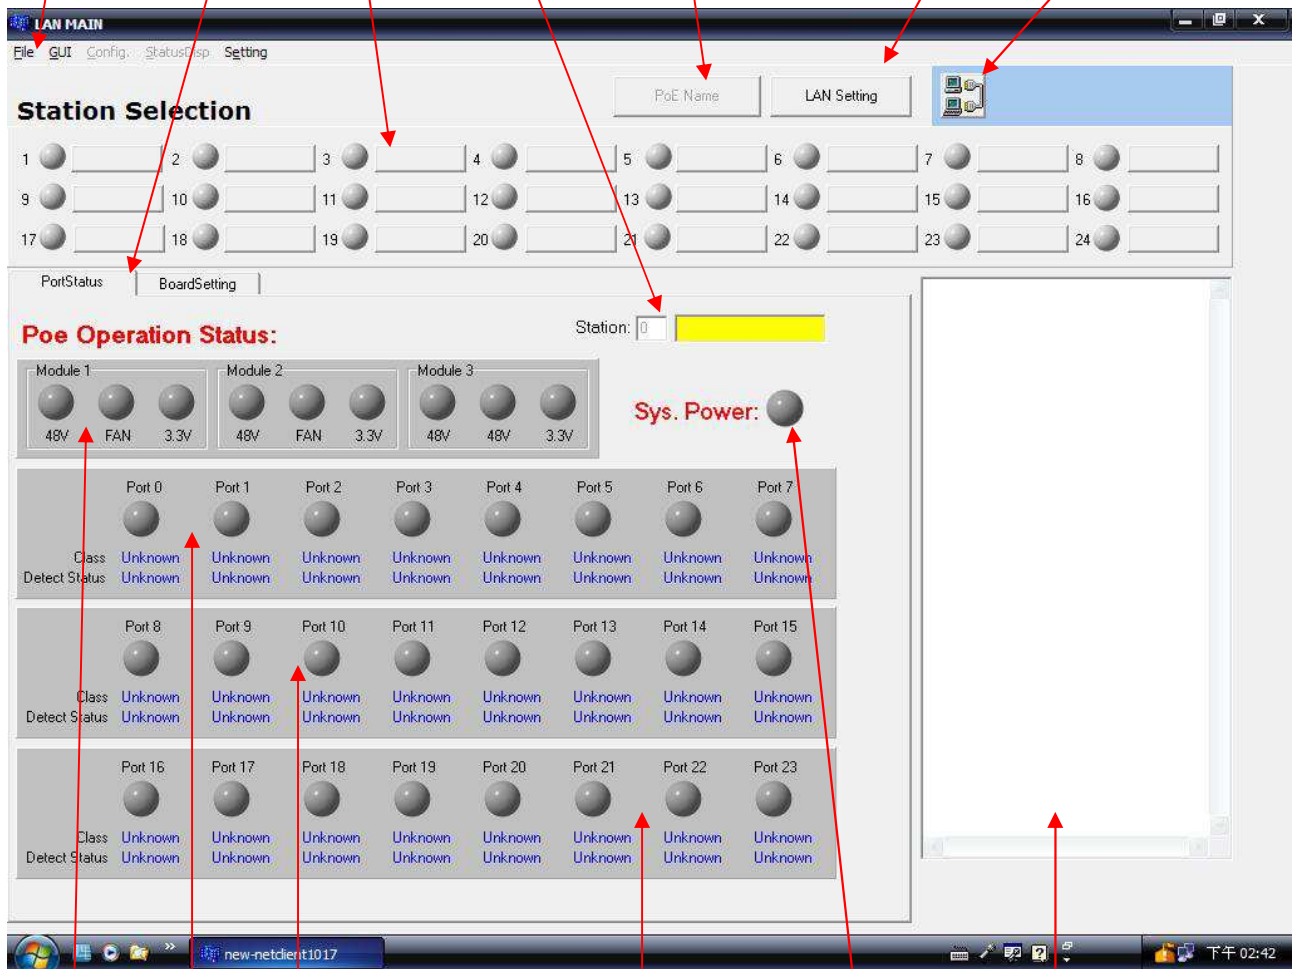 LAN MAIN
File GUI Config. StatusDisp Setting
PoE Name LAN Setting
Station Selection
1 2 3 4 5 6 7 8
9 10 11 12 13 14 15 16
17 18 19 20 21 22 23 24
PortStatus BoardSetting
Poe Operation Status:
Station: 0
Module 1 Module 2 Module 3
Sys. Power:
48V FAN 3.3V 48V FAN 3.3V 48V 48V 3.3V
Port 0 Port 1 Port 2 Port 3 Port 4 Port 5 Port 6 Port 7
Class Unknown Unknown Unknown Unknown Unknown Unknown Unknown Unknown
Detect Status Unknown Unknown Unknown Unknown Unknown Unknown Unknown Unknown
Port 8 Port 9 Port 10 Port 11 Port 12 Port 13 Port 14 Port 15
Class Unknown Unknown Unknown Unknown Unknown Unknown Unknown Unknown
Detect Status Unknown Unknown Unknown Unknown Unknown Unknown Unknown Unknown
Port 16 Port 17 Port 18 Port 19 Port 20 Port 21 Port 22 Port 23
Class Unknown Unknown Unknown Unknown Unknown Unknown Unknown Unknown
Detect Status Unknown Unknown Unknown Unknown Unknown Unknown Unknown Unknown
new-netclient1017 下午 02:42